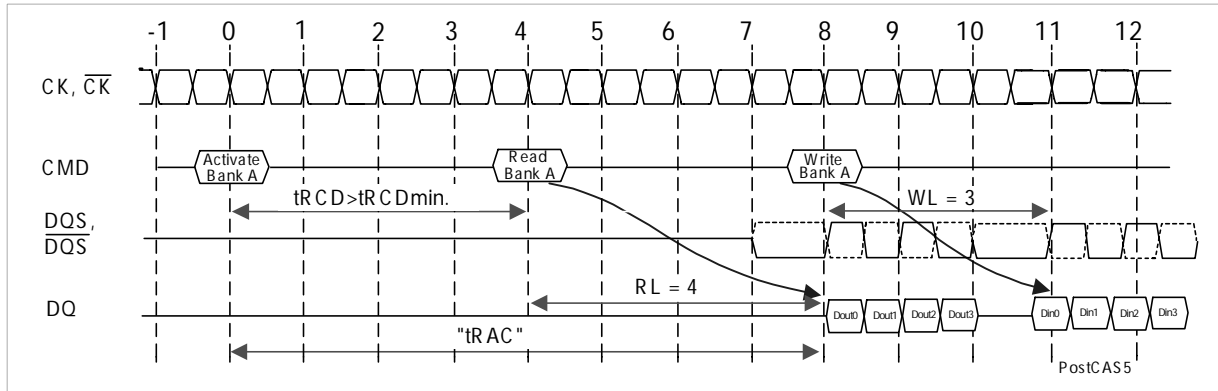 -1 0 1 2 3 4 5 6 7 8 9 10 11 12
CK, CK
CMD
Activate
Bank A
Read
Bank A
Write
Bank A
tRCD>tRCDmin.
WL = 3
DQS,
DQS
RL = 4
DQ
Dout0 Dout1 Dout2 Dout3 Din0 Din1 Din2 Din3
"tRAC"
PostCAS5